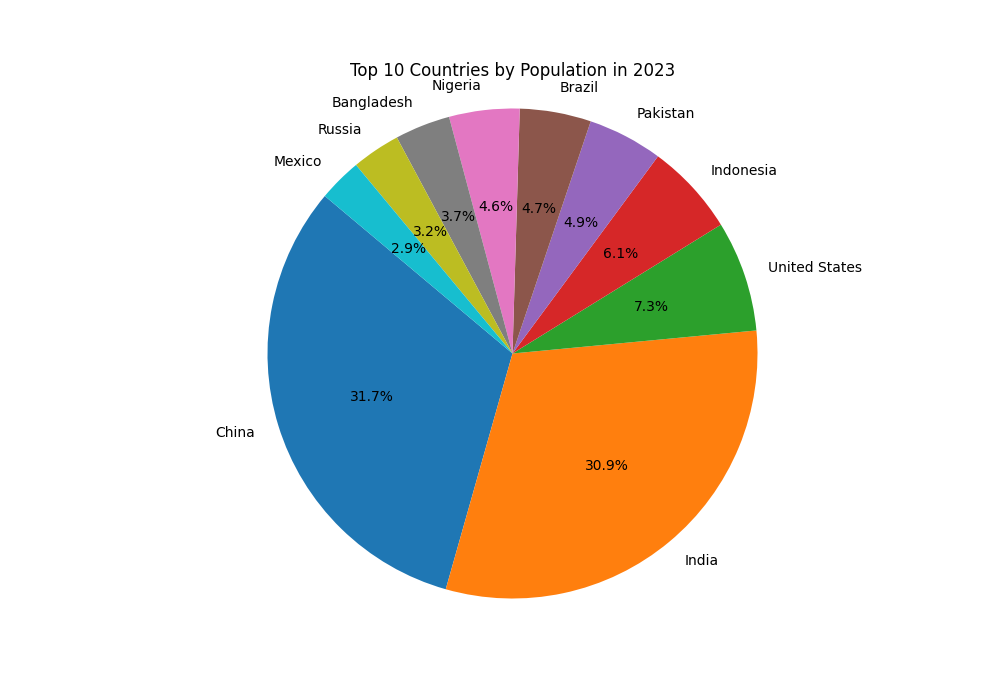 Top 10 Countries by Population in 2023
Nigeria
Brazil
Bangladesh
Pakistan
Russia
Mexico
Indonesia
4.6%
4.7%
3.7%
4.9%
3.2%
2.9%
6.1%
United States
7.3%
31.7%
China
30.9%
India